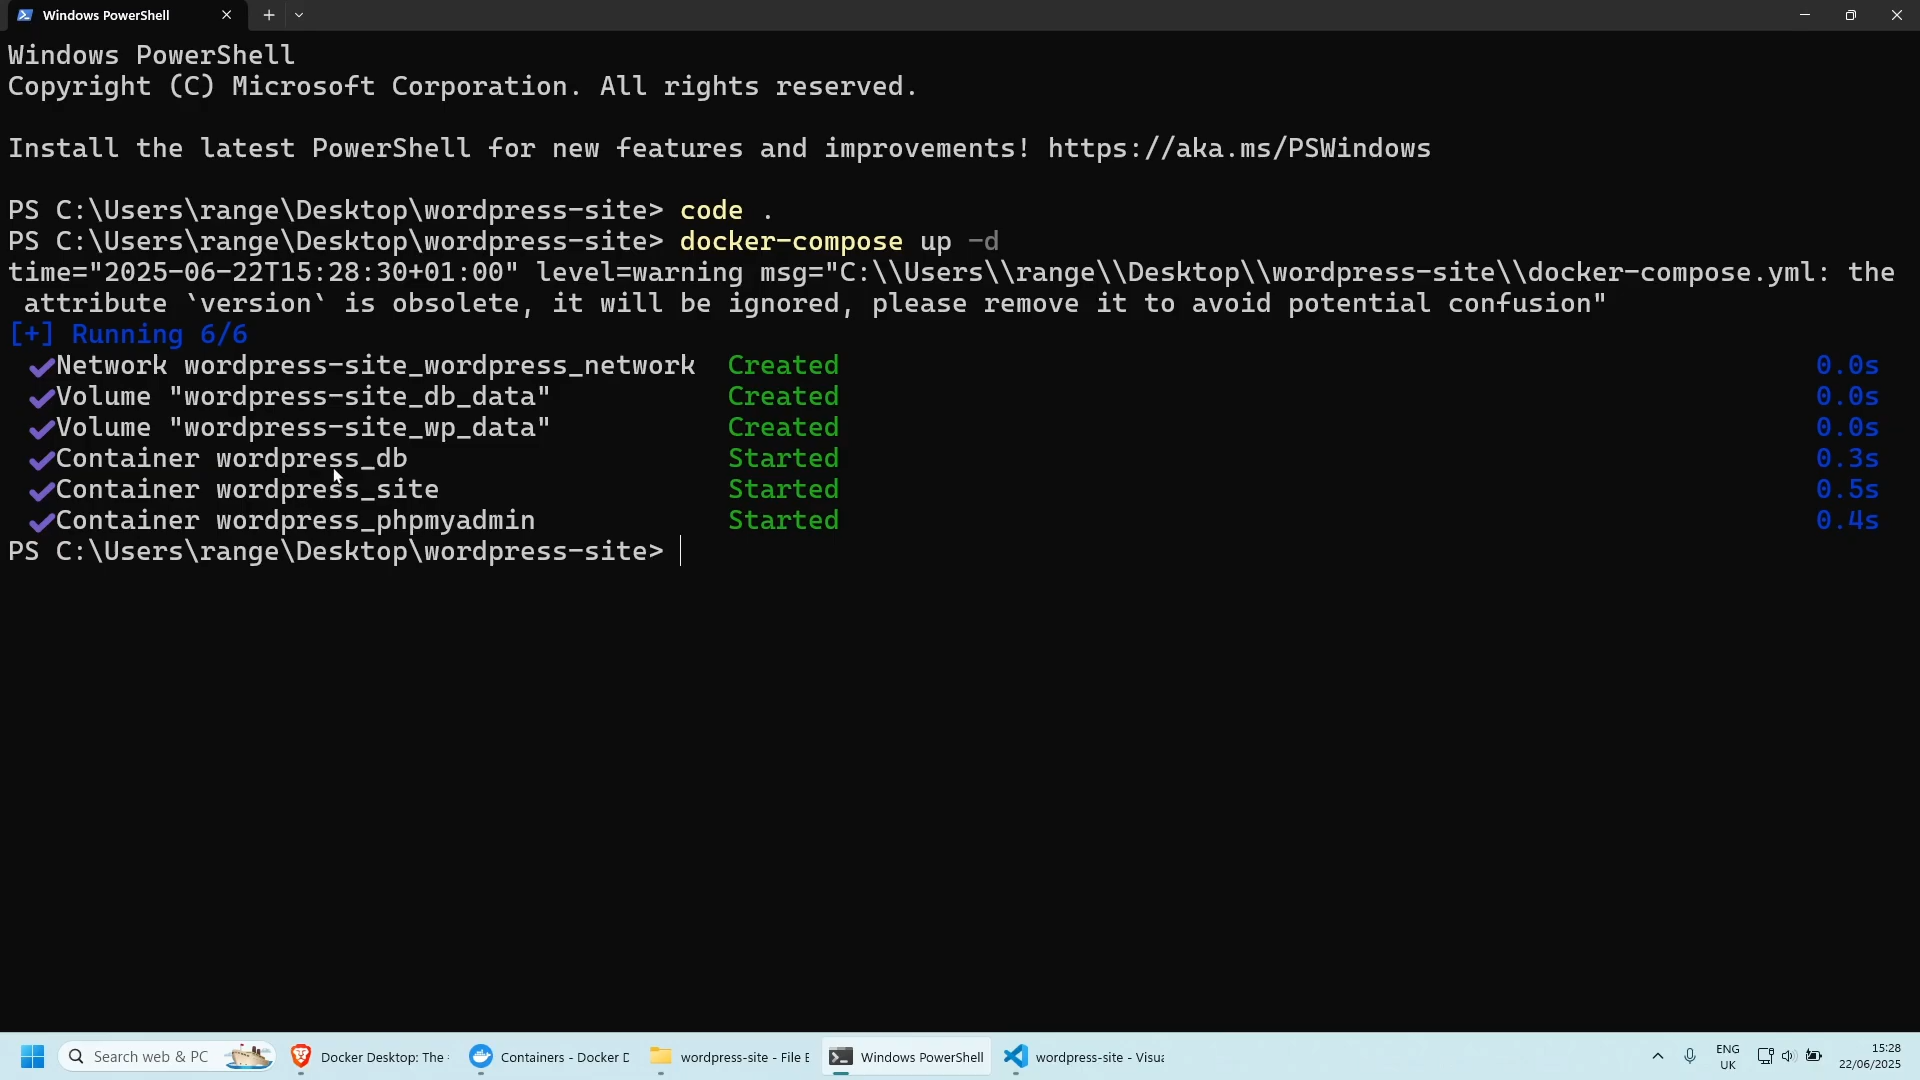 Windows PowerShell
Windows PowerShell
Copyright (C) Microsoft Corporation. All rights reserved.
Install the latest PowerShell for new features and improvements! https://aka.ms/PSWindows
PS C:\Users\range\Desktop\wordpress-site> code .
PS C:\Users\range\Desktop\wordpress-site> docker-compose up -d
time="2025-06-22T15:28:30+01:00" level=warning msg="C:\\Users\\range\\Desktop\\wordpress-site\\docker-compose.yml: the
attribute `version` is obsolete, it will be ignored, please remove it to avoid potential confusion"
[+] Running 6/6
✔Network wordpress-site_wordpress_network Created 0.0s
✔Volume "wordpress-site_db_data" Created 0.0s
✔Volume "wordpress-site_wp_data" Created 0.0s
✔Container wordpress_db Started 0.3s
✔Container wordpress_site Started 0.5s
✔Container wordpress_phpmyadmin Started 0.4s
PS C:\Users\range\Desktop\wordpress-site>
Search web & PC
Docker Desktop: The
Containers - Docker D
wordpress-site - File E
Windows PowerShell
wordpress-site - Visua
ENG
UK
15:28
22/06/2025